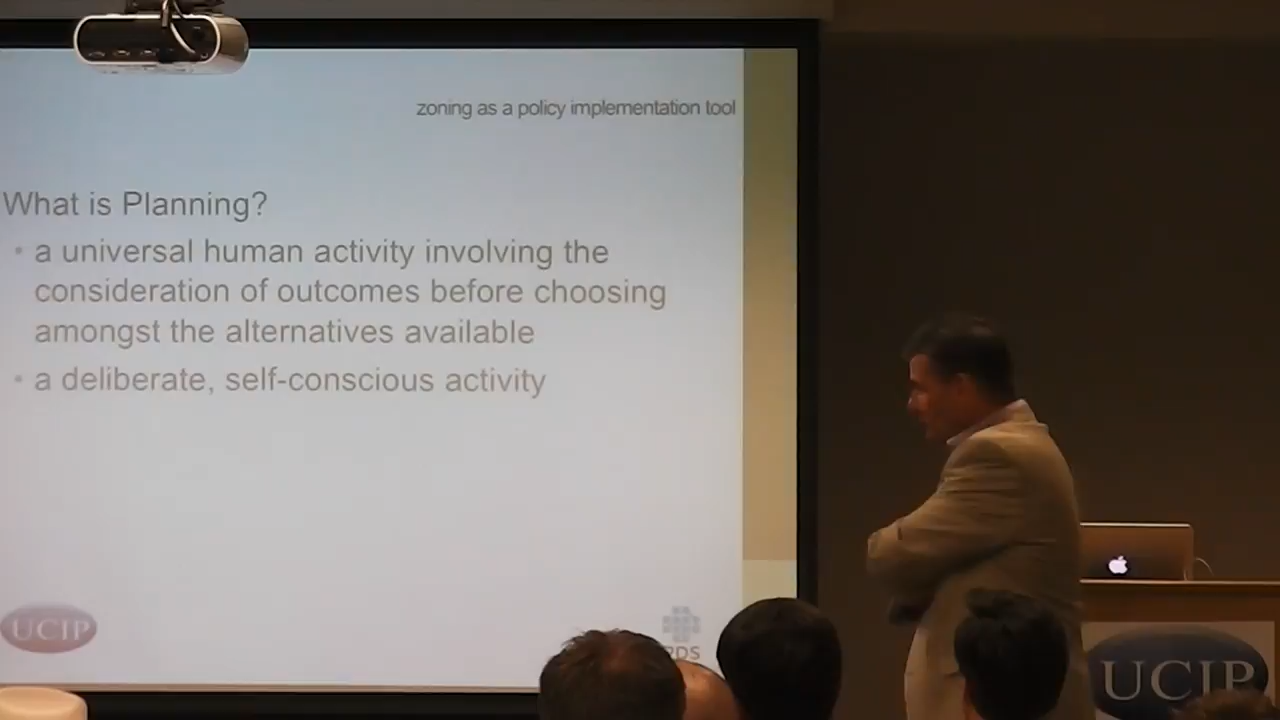 zoning as a policy implementation tool
What is Planning?
• a universal human activity involving the
consideration of outcomes before choosing
amongst the alternatives available
• a deliberate, self-conscious activity
UCIP
UCIP